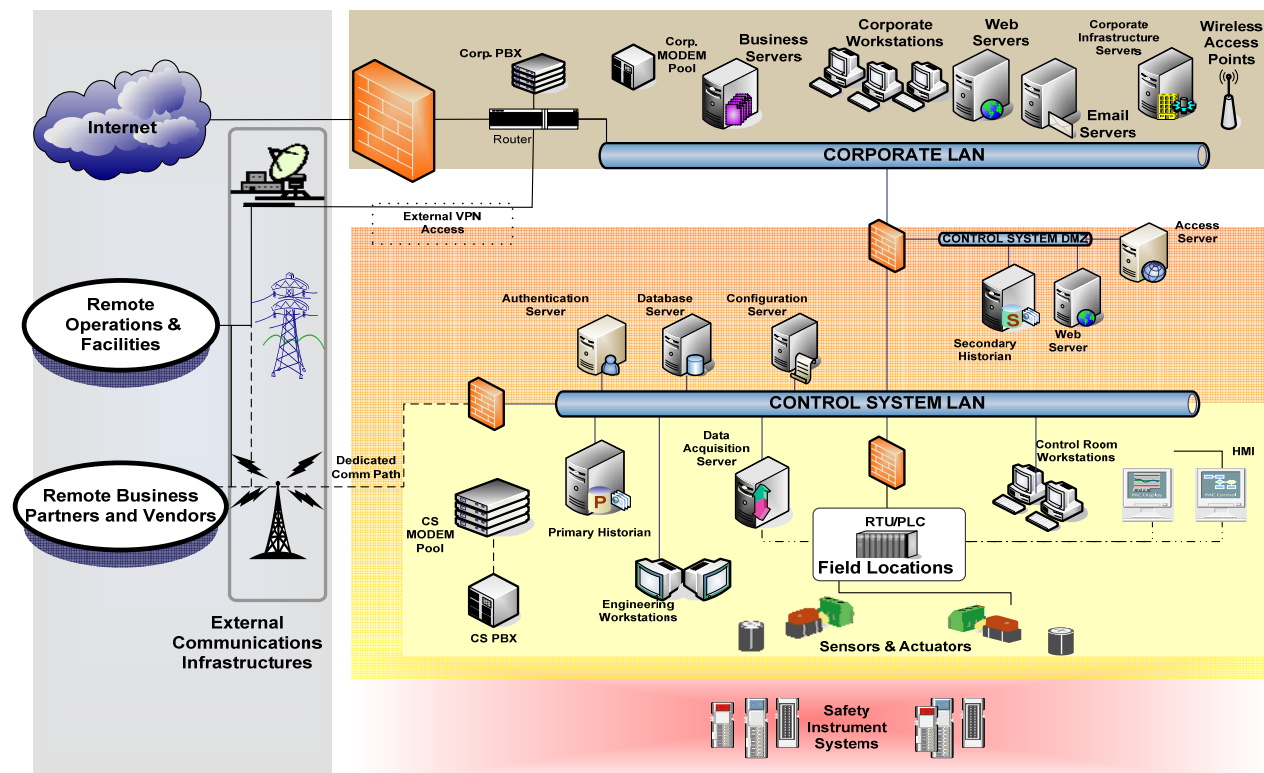 Internet
Corp. PBX
Router
Corp.
MODEM
Pool
Business
Servers
Corporate
Workstations
Web
Servers
Email
Servers
Corporate
Infrastructure
Servers
Wireless
Access
Points
CORPORATE LAN
External VPN
Access
CONTROL SYSTEM DMZ
Access
Server
Secondary
Historian
S
Web
Server
Remote
Operations &
Facilities
Authentication
Server
Database
Server
Configuration
Server
CONTROL SYSTEM LAN
Dedicated
Comm Path
Remote Business
Partners and Vendors
CS
MODEM
Pool
CS PBX
P
Primary Historian
Engineering
Workstations
Data
Acquisition
Server
RTU/PLC
Field Locations
Control Room
Workstations
HMI
PAC Display
PAC Control
Sensors & Actuators
External
Communications
Infrastructures
Safety
Instrument
Systems